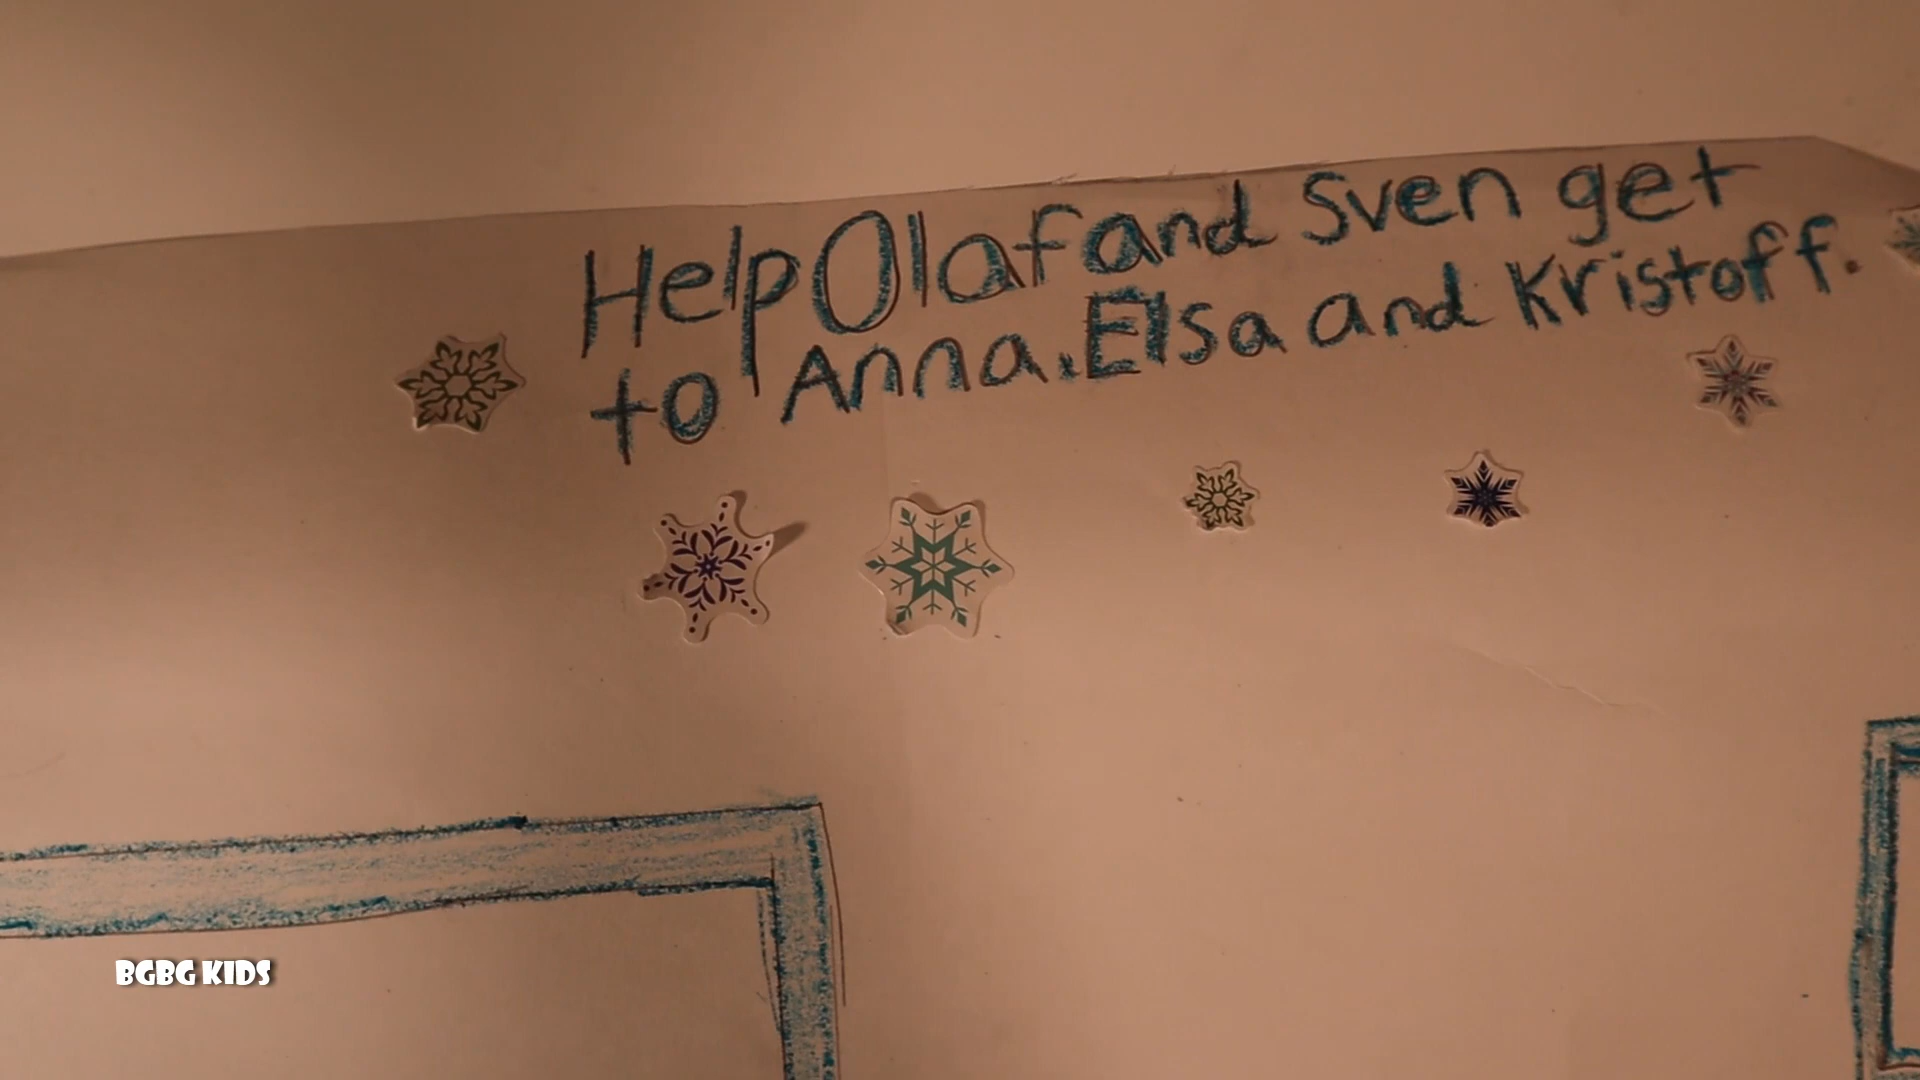 Help Olaf and Sven get
to Anna, Elsa and Kristoff.
BGBG KIDS